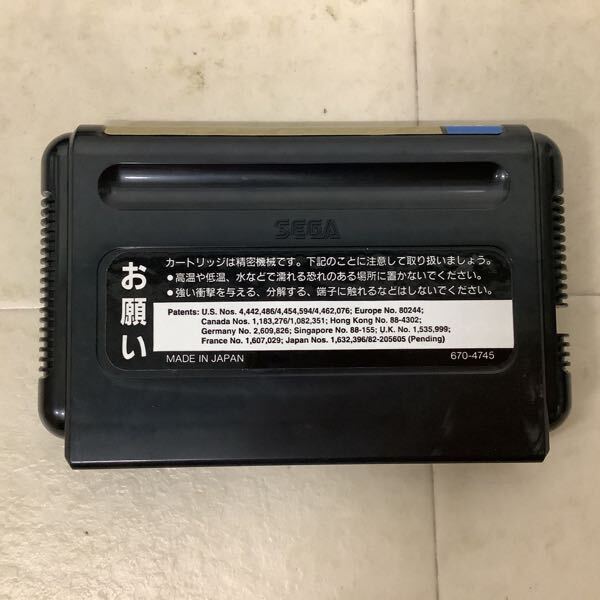 SEGA
お願い
カートリッジは精密機械です。下記のことに注意して取り扱いましょう。
●高温や低温、水などで濡れる恐れのある場所に置かないでください。
●強い衝撃を与える、分解する、端子に触れるなどはしないでください。
Patents: U.S. Nos. 4,442,486/4,454,594/4,462,076; Europe No. 80244;
Canada Nos. 1,183,276/1,082,351; Hong Kong No. 88-4302;
Germany No. 2,609,826; Singapore No. 88-155; U.K. No. 1,535,999;
France No. 1,607,029; Japan Nos. 1,632,396/82-205605 (Pending)
MADE IN JAPAN
670-4745